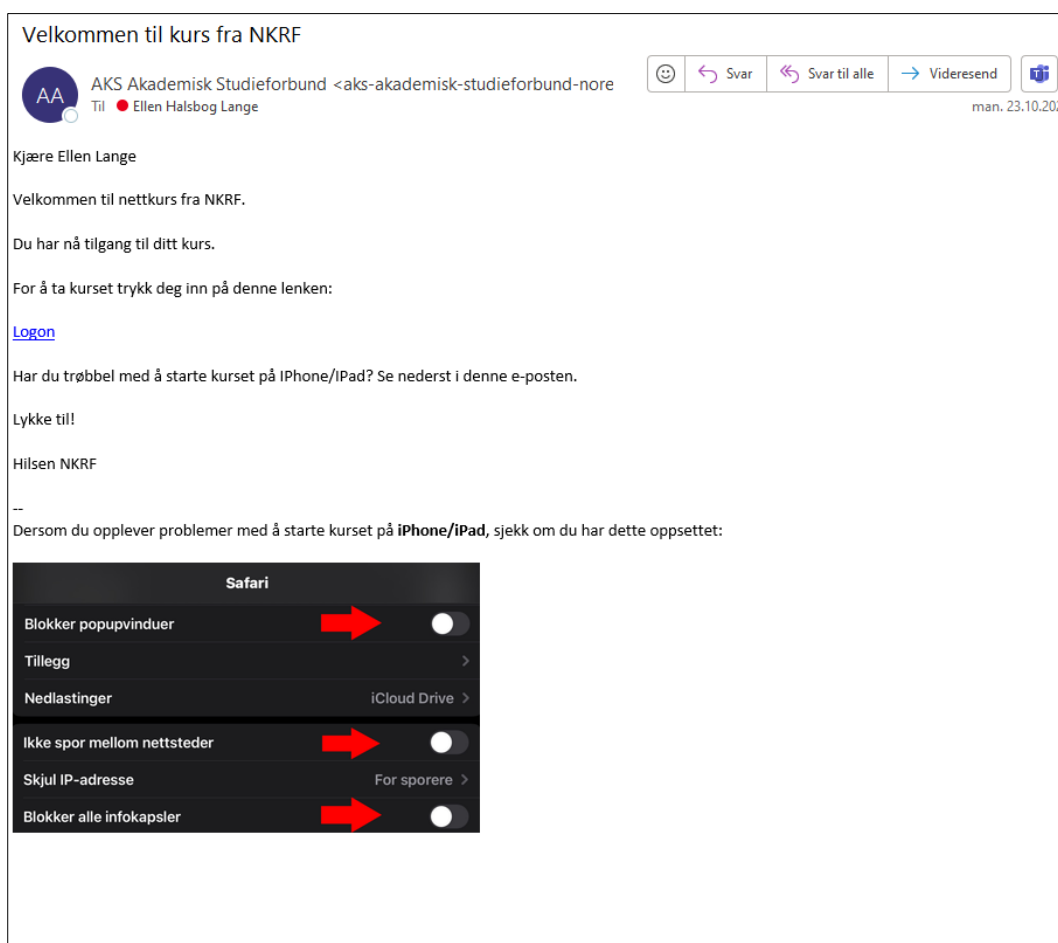 Velkommen til kurs fra NKRF
AA
AKS Akademisk Studieforbund <aks-akademisk-studieforbund-nore
Til Ellen Halsbog Lange
Svar
Svar til alle
Videresend
man. 23.10.202
Kjære Ellen Lange
Velkommen til nettkurs fra NKRF.
Du har nå tilgang til ditt kurs.
For å ta kurset trykk deg inn på denne lenken:
Logon
Har du trøbbel med å starte kurset på IPhone/IPad? Se nederst i denne e-posten.
Lykke til!
Hilsen NKRF
--
Dersom du opplever problemer med å starte kurset på iPhone/iPad, sjekk om du har dette oppsettet:
Safari
Blokker popupvinduer
Tillegg
Nedlastinger iCloud Drive
Ikke spor mellom nettsteder
Skjul IP-adresse For sporere
Blokker alle infokapsler